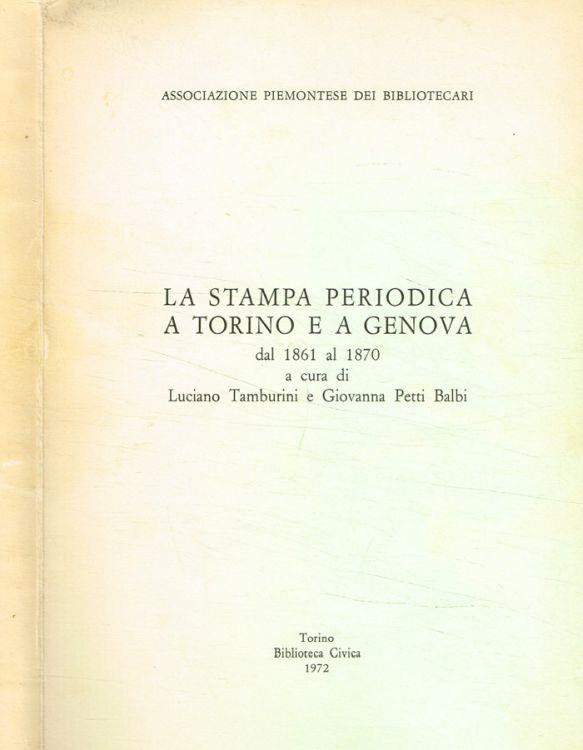 ASSOCIAZIONE PIEMONTESE DEI BIBLIOTECARI
LA STAMPA PERIODICA
A TORINO E A GENOVA
dal 1861 al 1870
a cura di
Luciano Tamburini e Giovanna Petti Balbi
Torino
Biblioteca Civica
1972